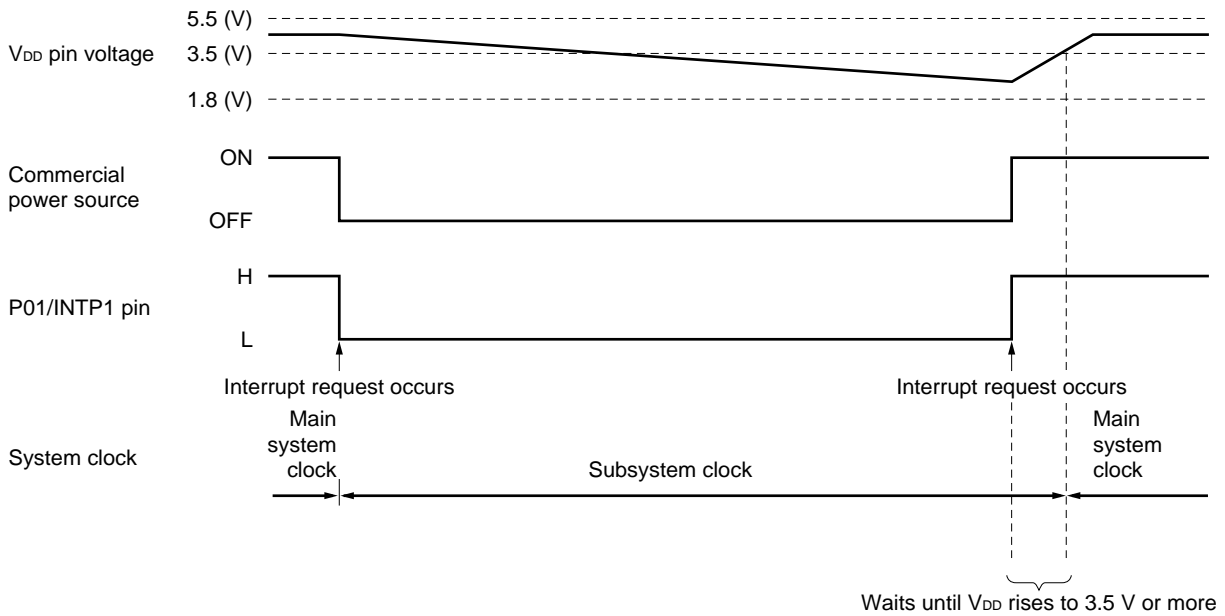 5.5 (V)
VDD pin voltage
3.5 (V)
1.8 (V)
Commercial
power source
ON
OFF
P01/INTP1 pin
H
L
Interrupt request occurs
Interrupt request occurs
System clock
Main
system
clock
Subsystem clock
Main
system
clock
Waits until VDD rises to 3.5 V or more